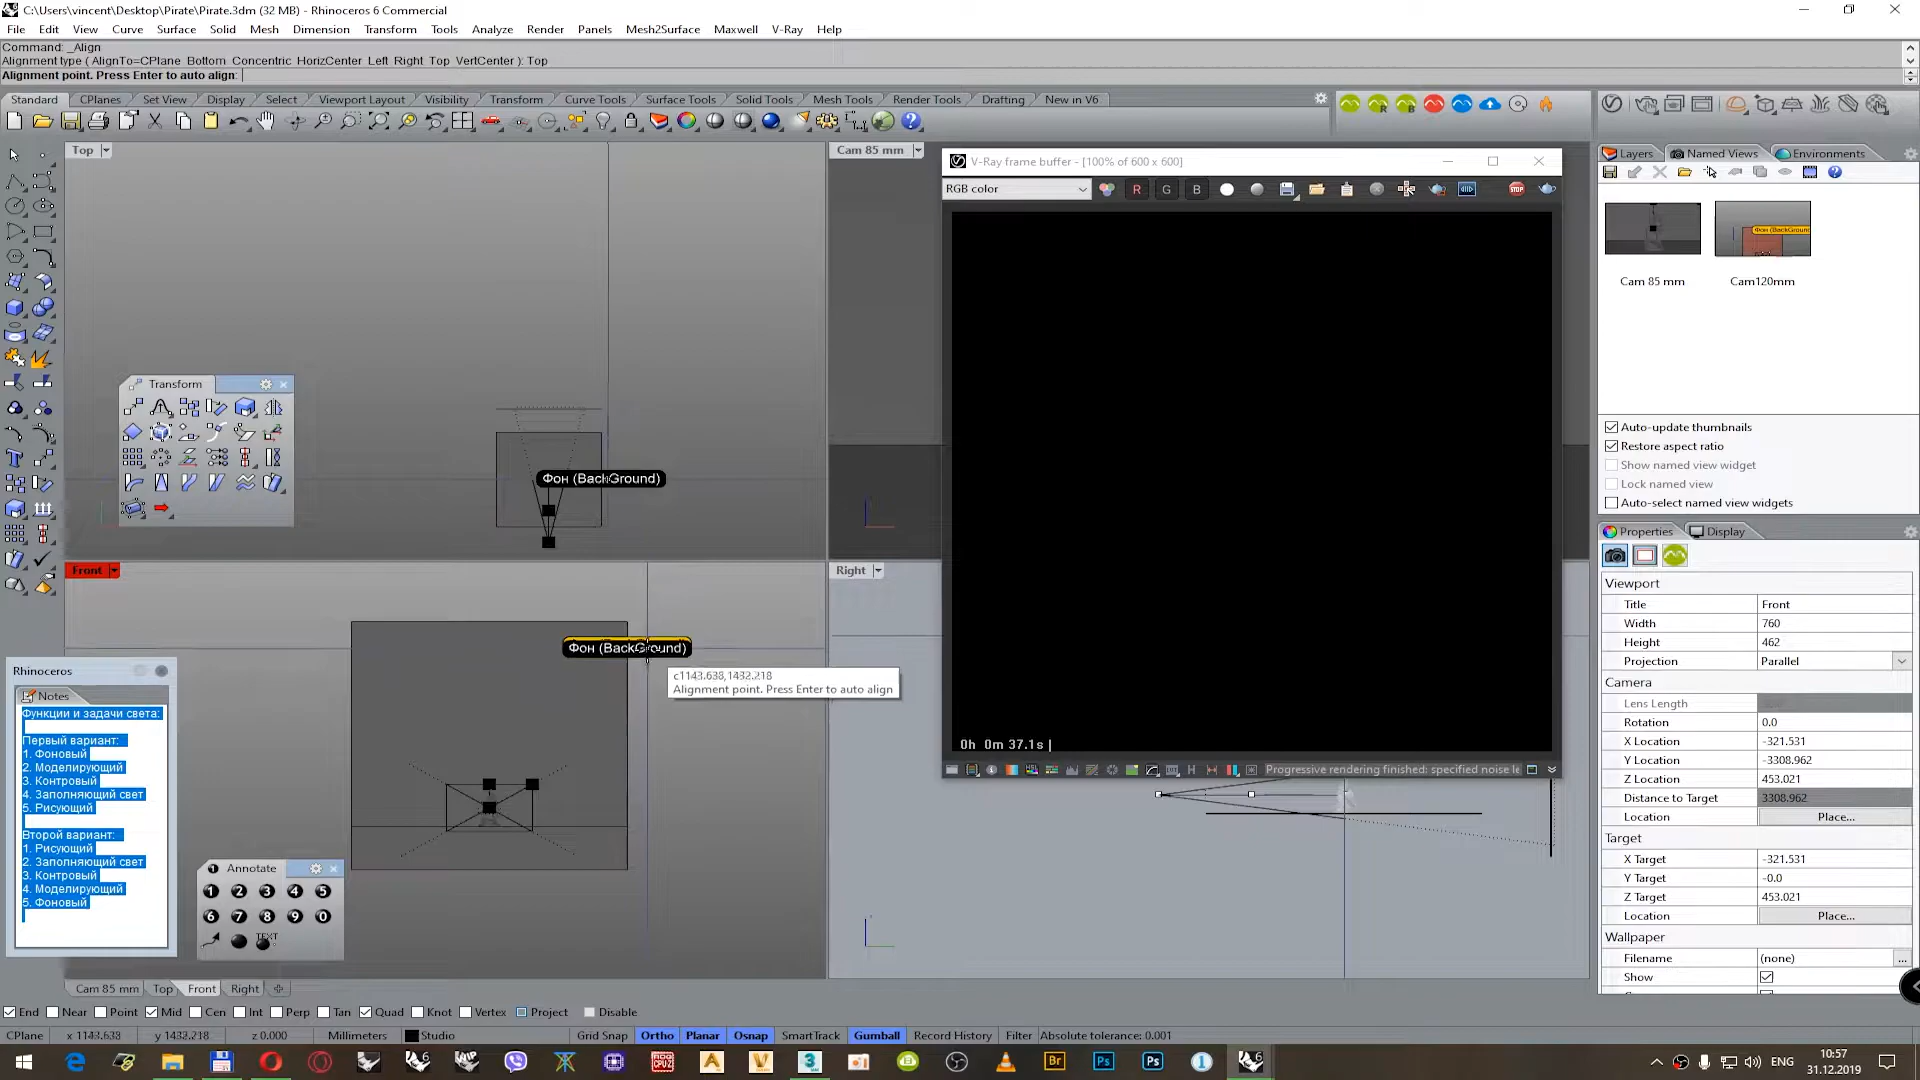 C:\Users\vincent\Desktop\Pirate\Pirate.3dm (32 MB) - Rhinoceros 6 Commercial
File Edit View Curve Surface Solid Mesh Dimension Transform Tools Analyze Render Panels Mesh2Surface Maxwell V-Ray Help
Command: _Align
Alignment type ( AlignTo=CPlane Bottom Concentric HorizCenter Left Right Top VertCenter ): Top
Alignment point. Press Enter to auto align:
Standard CPlanes Set View Display Select Viewport Layout Visibility Transform Curve Tools Surface Tools Solid Tools Mesh Tools Render Tools Drafting New in V6
Top
Cam 85 mm
V-Ray frame buffer - [100% of 600 x 600]
RGB color
R G B
STOP
Layers Named Views Environments
Фон (BackGround)
Cam 85 mm Cam120mm
Auto-update thumbnails
Restore aspect ratio
Show named view widget
Lock named view
Auto-select named view widgets
Transform
Фон (BackGround)
Front
Right
Фон (BackGround)
c1143.638,1432.218
Alignment point. Press Enter to auto align
0h 0m 37.1s |
Progressive rendering finished: specified noise le
Rhinoceros
Notes
Функции и задачи света:
Первый вариант:
1. Фоновый
2. Моделирующий
3. Контровый
4. Заполняющий свет
5. Рисующий
Второй вариант:
1. Рисующий
2. Заполняющий свет
3. Контровый
4. Моделирующий
5. Фоновый
Annotate
1 2 3 4 5
6 7 8 9 0
TEXT
Properties Display
Viewport
Title Front
Width 760
Height 462
Projection Parallel
Camera
Lens Length
Rotation 0.0
X Location -321.531
Y Location -3308.962
Z Location 453.021
Distance to Target 3308.962
Location Place...
Target
X Target -321.531
Y Target -0.0
Z Target 453.021
Location Place...
Wallpaper
Filename (none) ...
Show
Cam 85 mm Top Front Right
End Near Point Mid Cen Int Perp Tan Quad Knot Vertex Project Disable
CPlane x 1143.638 y 1432.218 z 0.000 Millimeters Studio Grid Snap Ortho Planar Osnap SmartTrack Gumball Record History Filter Absolute tolerance: 0.001
ENG
10:57
31.12.2019